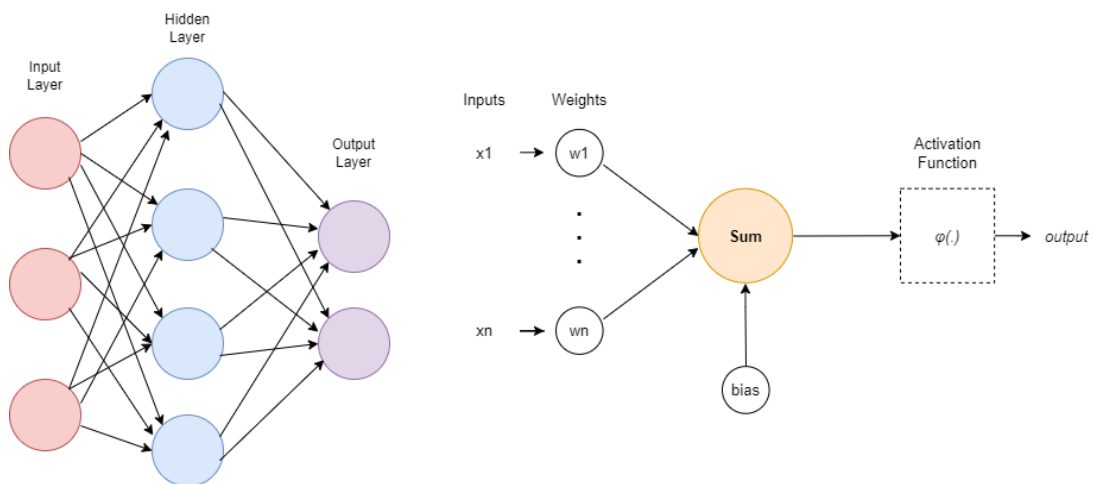 Hidden
Layer
Input
Layer
Output
Layer
Inputs
Weights
x1
w1
.
.
.
xn
wn
Sum
bias
Activation
Function
φ(.)
output